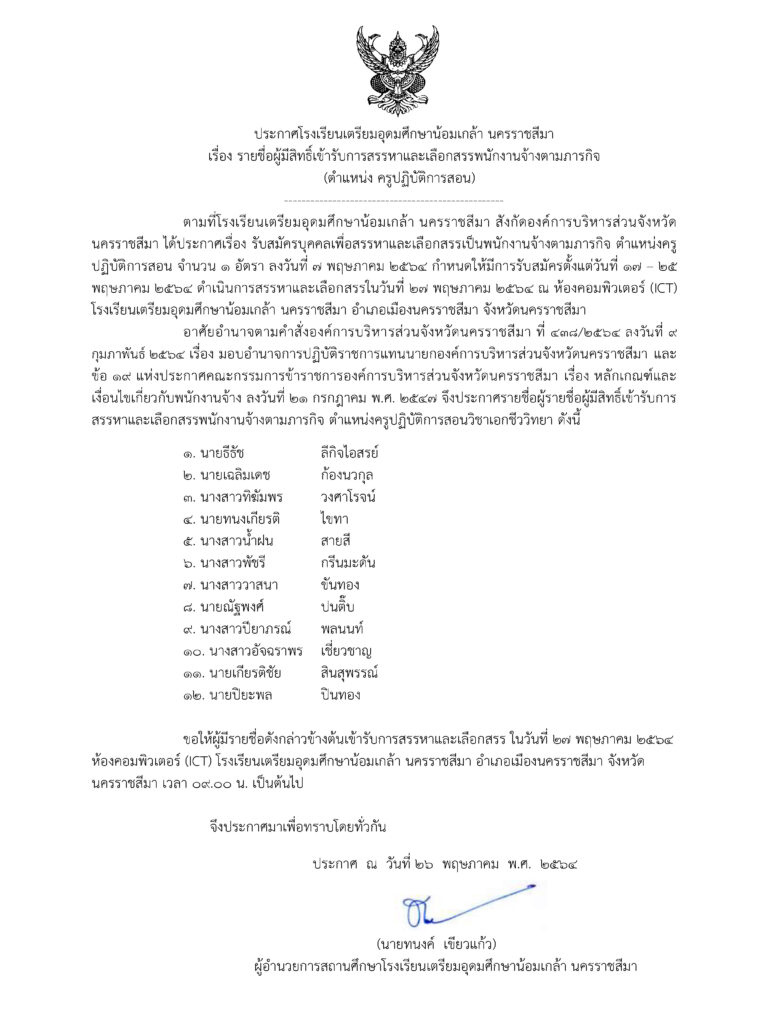 ประกาศโรงเรียนเตรียมอุดมศึกษาน้อมเกล้า นครราชสีมา
เรื่อง รายชื่อผู้มีสิทธิ์เข้ารับการสรรหาและเลือกสรรพนักงานจ้างตามภารกิจ
(ตำแหน่ง ครูปฏิบัติการสอน)
ตามที่โรงเรียนเตรียมอุดมศึกษาน้อมเกล้า นครราชสีมา สังกัดองค์การบริหารส่วนจังหวัด
นครราชสีมา ได้ประกาศเรื่อง รับสมัครบุคคลเพื่อสรรหาและเลือกสรรเป็นพนักงานจ้างตามภารกิจ ตำแหน่งครู
ปฏิบัติการสอน จำนวน ๑ อัตรา ลงวันที่ ๗ พฤษภาคม ๒๕๖๔ กำหนดให้มีการรับสมัครตั้งแต่วันที่ ๑๗ – ๒๕
พฤษภาคม ๒๕๖๔ ดำเนินการสรรหาและเลือกสรรในวันที่ ๒๗ พฤษภาคม ๒๕๖๔ ณ ห้องคอมพิวเตอร์ (ICT)
โรงเรียนเตรียมอุดมศึกษาน้อมเกล้า นครราชสีมา อำเภอเมืองนครราชสีมา จังหวัดนครราชสีมา
อาศัยอำนาจตามคำสั่งองค์การบริหารส่วนจังหวัดนครราชสีมา ที่ ๔๓๘/๒๕๖๔ ลงวันที่ ๙
กุมภาพันธ์ ๒๕๖๔ เรื่อง มอบอำนาจการปฏิบัติราชการแทนนายกองค์การบริหารส่วนจังหวัดนครราชสีมา และ
ข้อ ๑๙ แห่งประกาศคณะกรรมการข้าราชการองค์การบริหารส่วนจังหวัดนครราชสีมา เรื่อง หลักเกณฑ์และ
เงื่อนไขเกี่ยวกับพนักงานจ้าง ลงวันที่ ๒๑ กรกฎาคม พ.ศ. ๒๕๔๗ จึงประกาศรายชื่อผู้รายชื่อผู้มีสิทธิ์เข้ารับการ
สรรหาและเลือกสรรพนักงานจ้างตามภารกิจ ตำแหน่งครูปฏิบัติการสอนวิชาเอกชีววิทยา ดังนี้
๑. นายธีธัช ลีกิจไอสรย์
๒. นายเฉลิมเดช ก้องนวกุล
๓. นางสาวทิฆัมพร วงศาโรจน์
๔. นายทนงเกียรติ ไขทา
๕. นางสาวน้ำฝน สายสี
๖. นางสาวพัชรี กรีนมะดัน
๗. นางสาววาสนา ขันทอง
๘. นายณัฐพงศ์ ปนติ๊บ
๙. นางสาวปิยาภรณ์ พลนนท์
๑๐. นางสาวอัจฉราพร เชี่ยวชาญ
๑๑. นายเกียรติชัย สินสุพรรณ์
๑๒. นายปิยะพล ปินทอง
ขอให้ผู้มีรายชื่อดังกล่าวข้างต้นเข้ารับการสรรหาและเลือกสรร ในวันที่ ๒๗ พฤษภาคม ๒๕๖๔
ห้องคอมพิวเตอร์ (ICT) โรงเรียนเตรียมอุดมศึกษาน้อมเกล้า นครราชสีมา อำเภอเมืองนครราชสีมา จังหวัด
นครราชสีมา เวลา ๐๙.๐๐ น. เป็นต้นไป
จึงประกาศมาเพื่อทราบโดยทั่วกัน
ประกาศ ณ วันที่ ๒๖ พฤษภาคม พ.ศ. ๒๕๖๔
(นายทนงค์ เขียวแก้ว)
ผู้อำนวยการสถานศึกษาโรงเรียนเตรียมอุดมศึกษาน้อมเกล้า นครราชสีมา